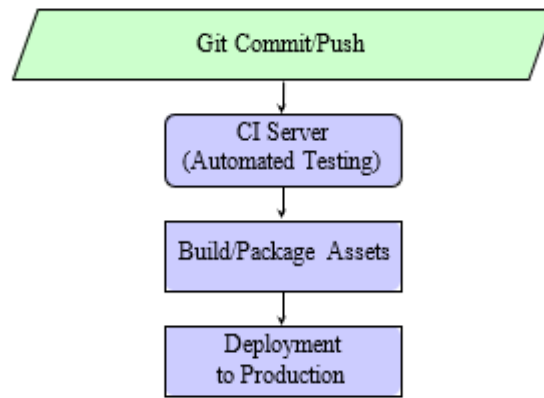 Git Commit/Push
CI Server
(Automated Testing)
Build/Package Assets
Deployment
to Production